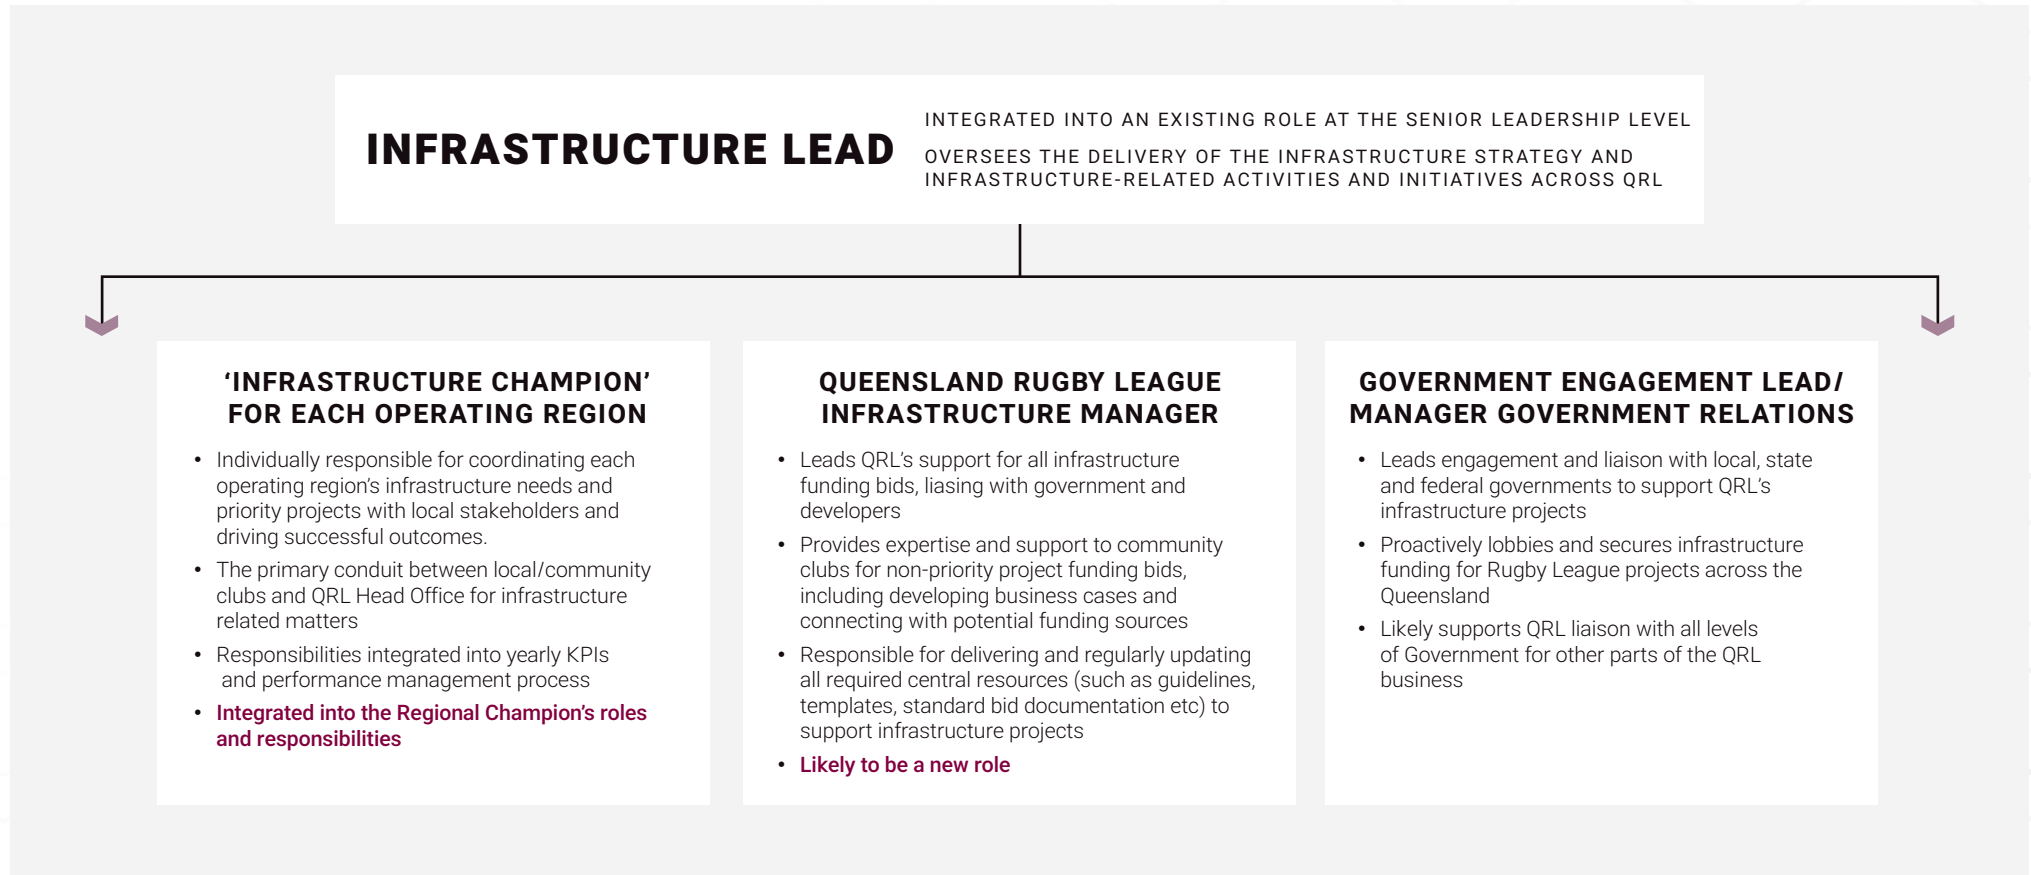 INFRASTRUCTURE LEAD
INTEGRATED INTO AN EXISTING ROLE AT THE SENIOR LEADERSHIP LEVEL
OVERSEES THE DELIVERY OF THE INFRASTRUCTURE STRATEGY AND
INFRASTRUCTURE-RELATED ACTIVITIES AND INITIATIVES ACROSS QRL
‘INFRASTRUCTURE CHAMPION’
FOR EACH OPERATING REGION
• Individually responsible for coordinating each
operating region’s infrastructure needs and
priority projects with local stakeholders and
driving successful outcomes.
• The primary conduit between local/community
clubs and QRL Head Office for infrastructure
related matters
• Responsibilities integrated into yearly KPIs
and performance management process
• Integrated into the Regional Champion’s roles
and responsibilities
QUEENSLAND RUGBY LEAGUE
INFRASTRUCTURE MANAGER
• Leads QRL’s support for all infrastructure
funding bids, liasing with government and
developers
• Provides expertise and support to community
clubs for non-priority project funding bids,
including developing business cases and
connecting with potential funding sources
• Responsible for delivering and regularly updating
all required central resources (such as guidelines,
templates, standard bid documentation etc) to
support infrastructure projects
• Likely to be a new role
GOVERNMENT ENGAGEMENT LEAD/
MANAGER GOVERNMENT RELATIONS
• Leads engagement and liaison with local, state
and federal governments to support QRL’s
infrastructure projects
• Proactively lobbies and secures infrastructure
funding for Rugby League projects across the
Queensland
• Likely supports QRL liaison with all levels
of Government for other parts of the QRL
business